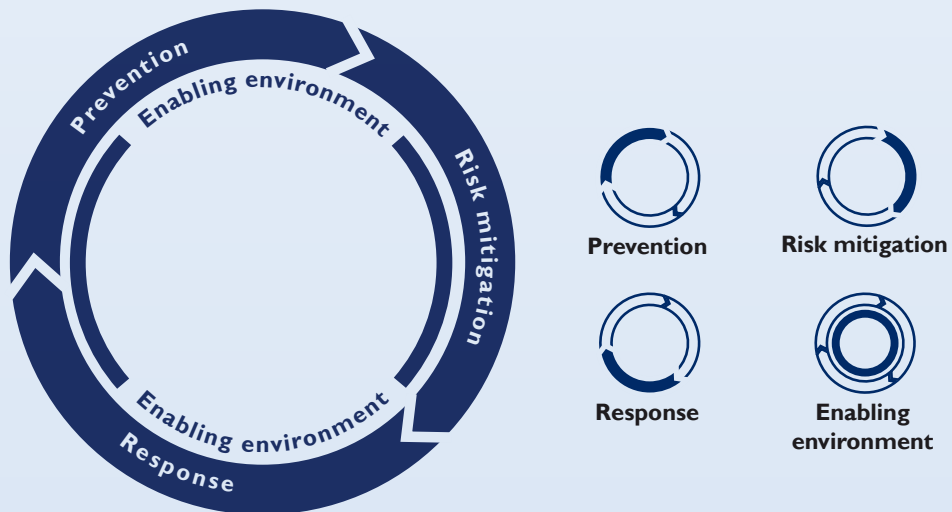 Prevention
Enabling environment
Risk mitigation
Enabling environment
Response
Prevention
Risk mitigation
Response
Enabling
environment